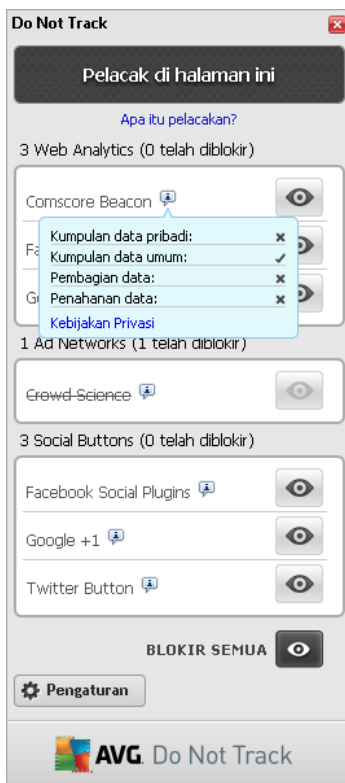 Do Not Track
Pelacak di halaman ini
Apa itu pelacakan?
3 Web Analytics (0 telah diblokir)
Comscore Beacon
Kumpulan data pribadi:
Kumpulan data umum:
Pembagian data:
Penahanan data:
Kebijakan Privasi
1 Ad Networks (1 telah diblokir)
Crowd Science
3 Social Buttons (0 telah diblokir)
Facebook Social Plugins
Google +1
Twitter Button
BLOKIR SEMUA
Pengaturan
AVG. Do Not Track